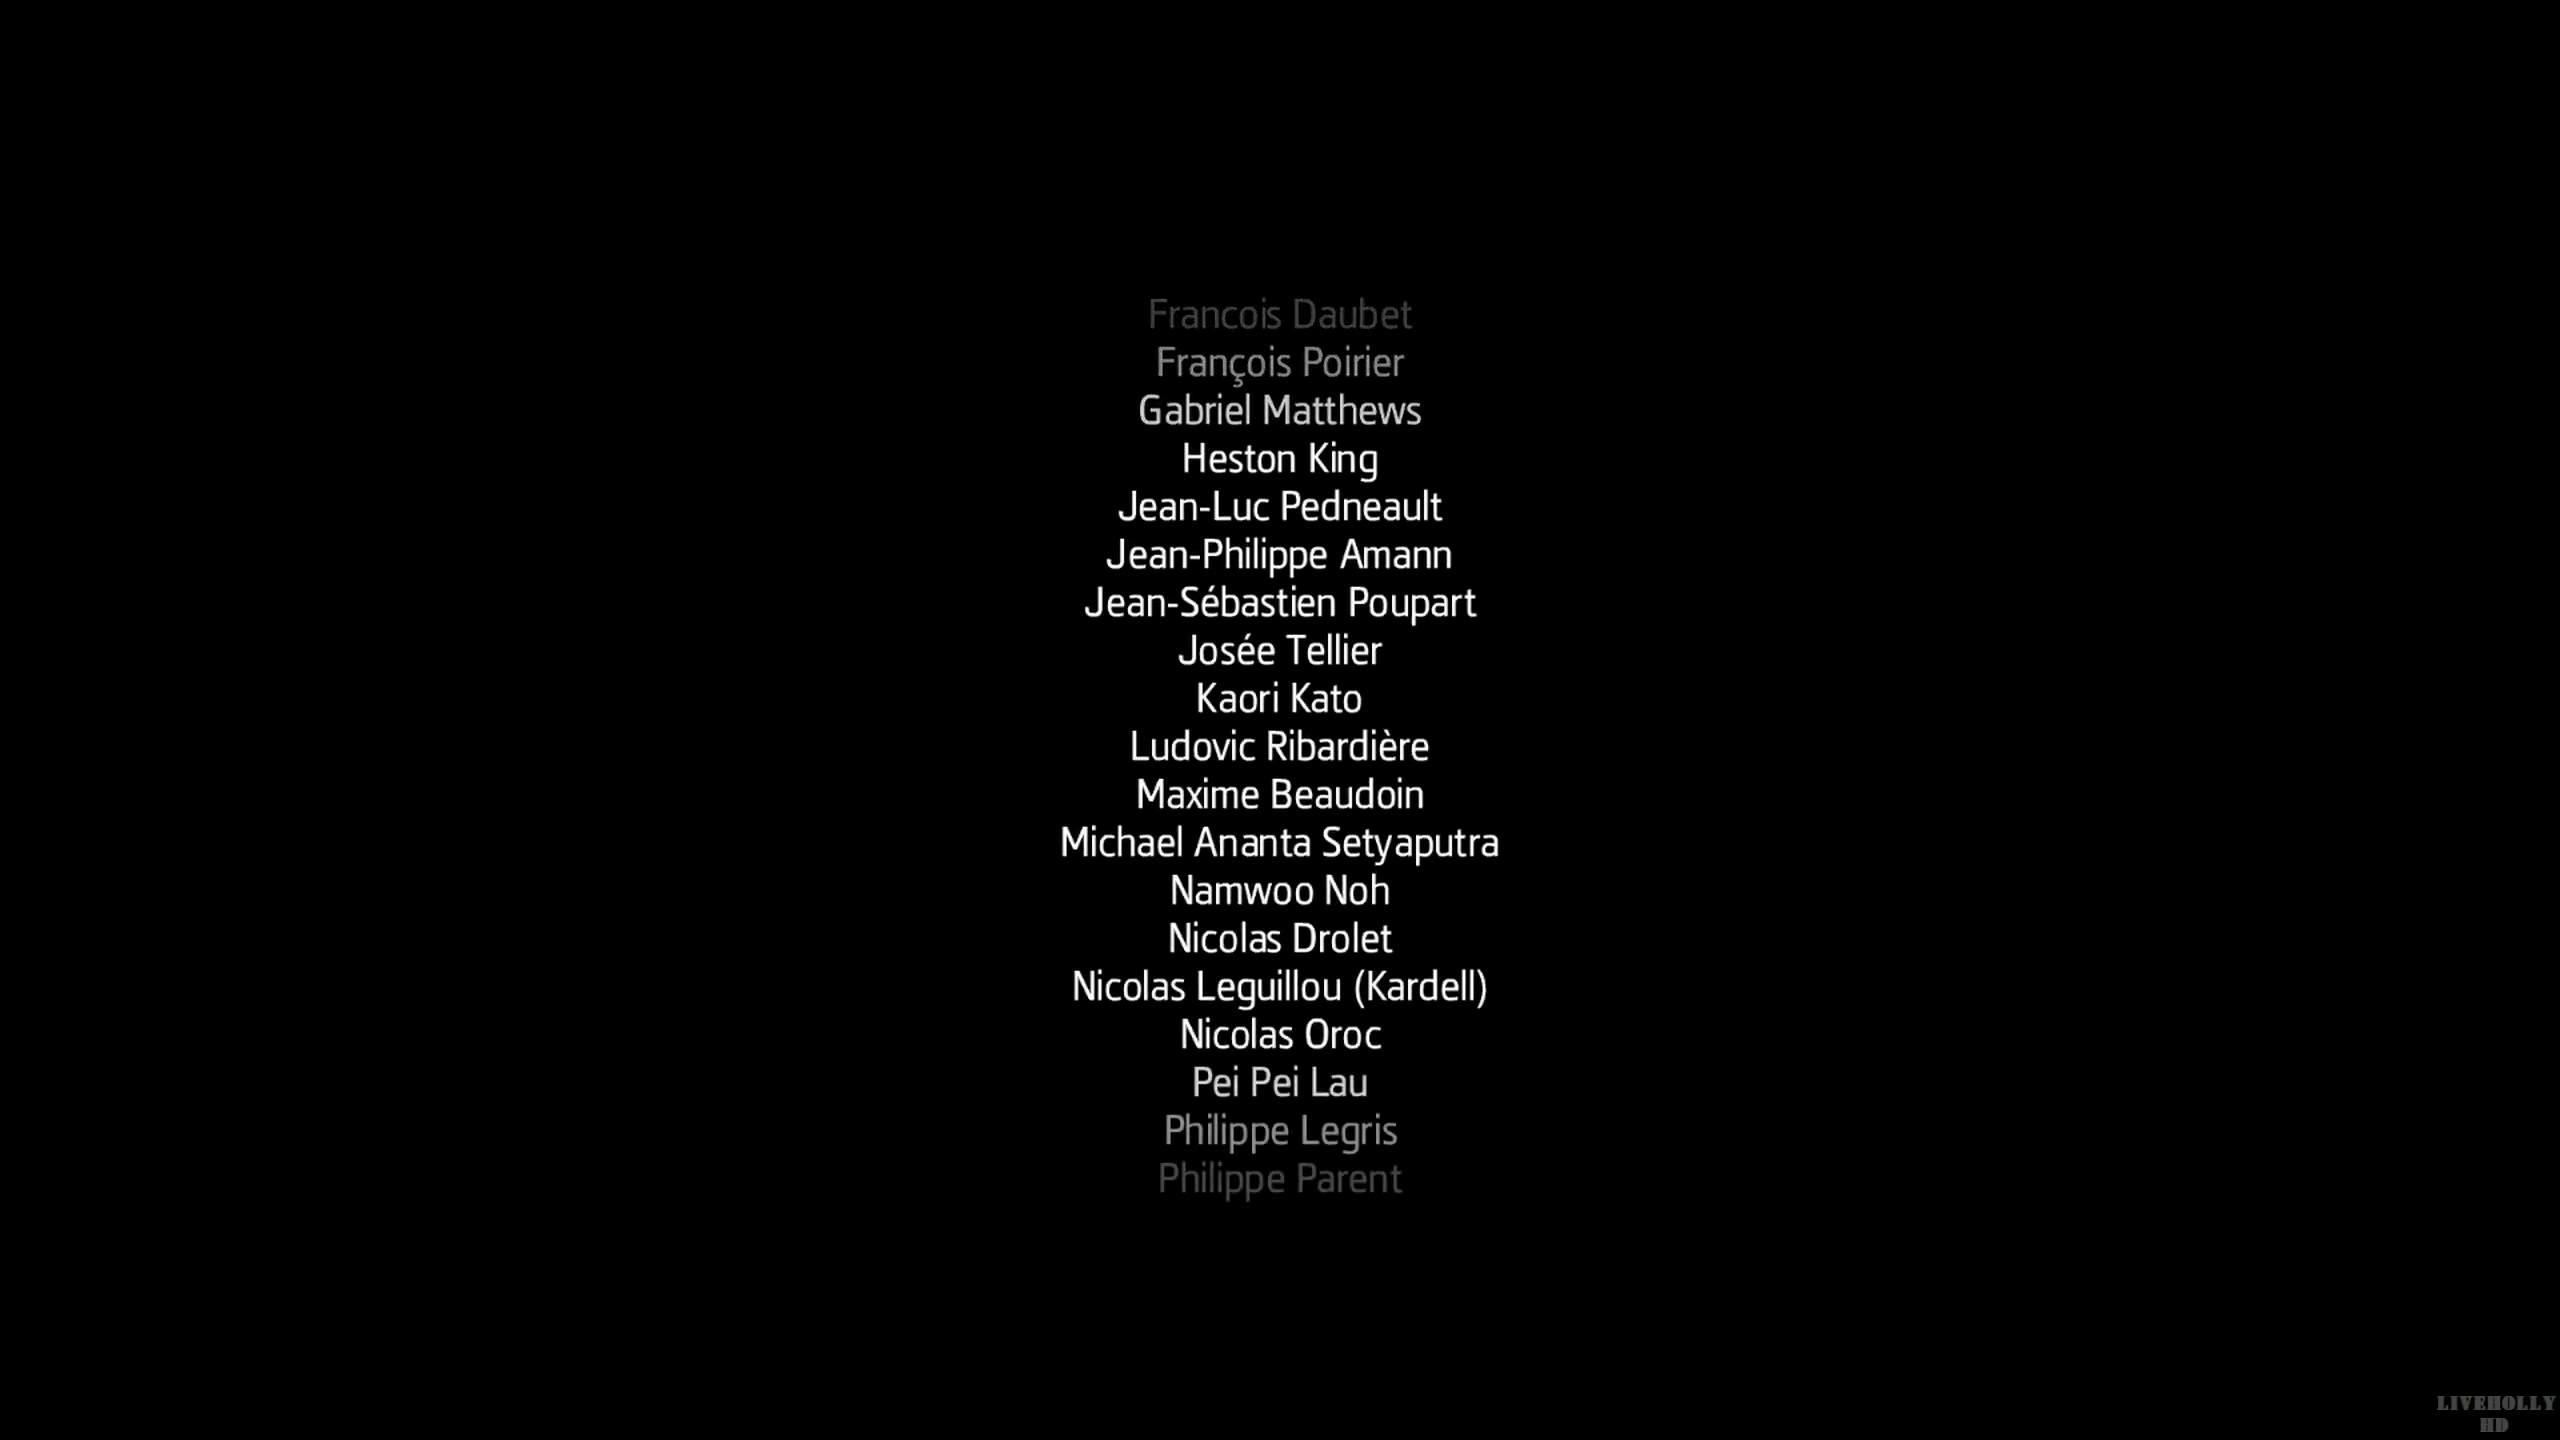 Francois Daubet
François Poirier
Gabriel Matthews
Heston King
Jean-Luc Pedneault
Jean-Philippe Amann
Jean-Sébastien Poupart
Josée Tellier
Kaori Kato
Ludovic Ribardière
Maxime Beaudoin
Michael Ananta Setyaputra
Namwoo Noh
Nicolas Drolet
Nicolas Leguillou (Kardell)
Nicolas Oroc
Pei Pei Lau
Philippe Legris
Philippe Parent
LIVEHOLLY
HD